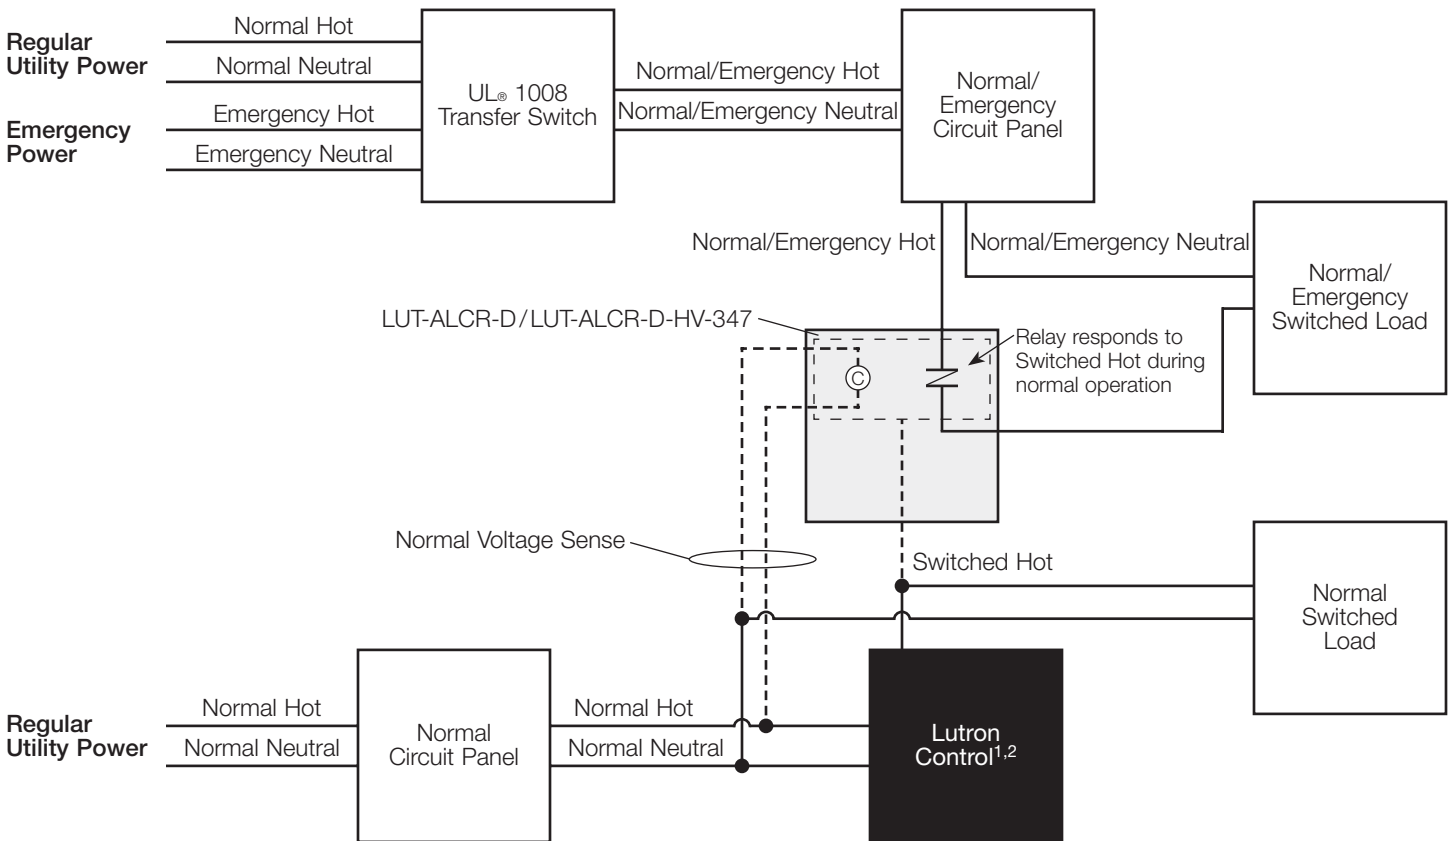 Regular
Utility Power
Normal Hot
Normal Neutral
Emergency
Power
Emergency Hot
Emergency Neutral
UL® 1008
Transfer Switch
Normal/Emergency Hot
Normal/Emergency Neutral
Normal/
Emergency
Circuit Panel
Normal/Emergency Hot
Normal/Emergency Neutral
Normal/
Emergency
Switched Load
LUT-ALCR-D/LUT-ALCR-D-HV-347
C
Relay responds to
Switched Hot during
normal operation
Normal Voltage Sense
Switched Hot
Normal
Switched
Load
Regular
Utility Power
Normal Hot
Normal Neutral
Normal
Circuit Panel
Normal Hot
Normal Neutral
Lutron
Control1,2